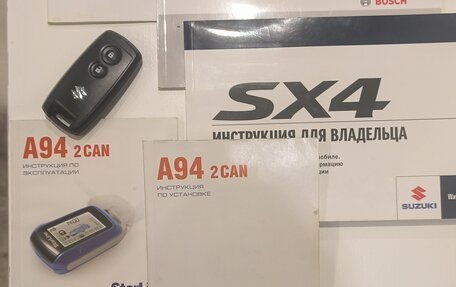 BOSCH
SX4
ИНСТРУКЦИЯ ДЛЯ ВЛАДЕЛЬЦА
SUZUKI
A94 2CAN
ИНСТРУКЦИЯ ПО
ЭКСПЛУАТАЦИИ
A94 2CAN
ИНСТРУКЦИЯ
ПО УСТАНОВКЕ